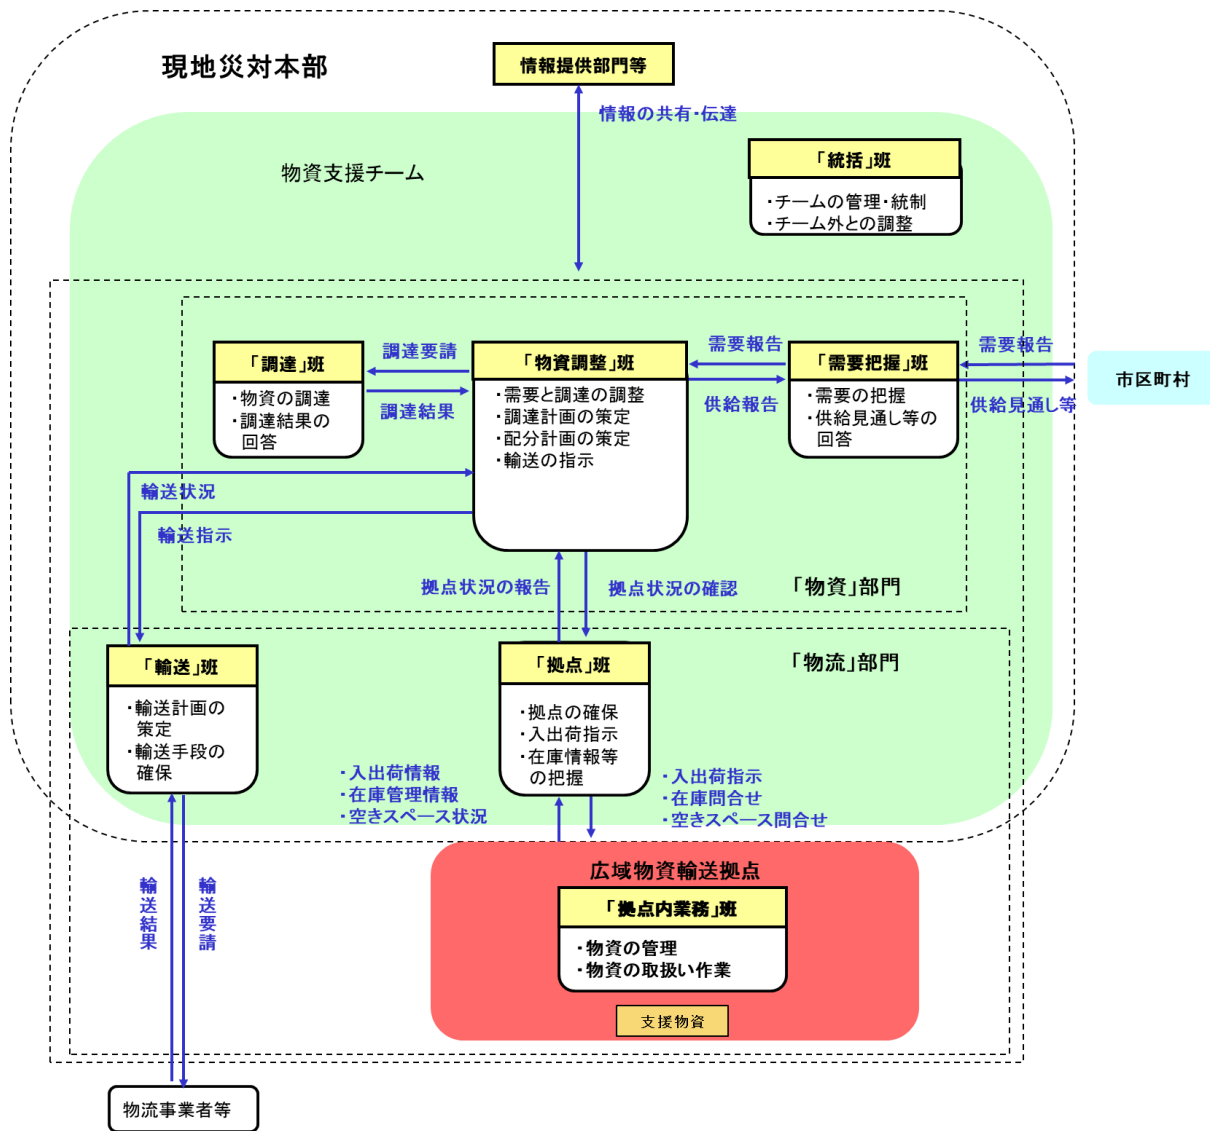 現地災対本部
情報提供部門等
情報の共有・伝達
物資支援チーム
「統括」班
・チームの管理・統制
・チーム外との調整
「調達」班
・物資の調達
・調達結果の
回答
調達要請
調達結果
「物資調整」班
・需要と調達の調整
・調達計画の策定
・配分計画の策定
・輸送の指示
需要報告
供給報告
「需要把握」班
・需要の把握
・供給見通し等の
回答
需要報告
供給見通し等
市区町村
輸送状況
輸送指示
拠点状況の報告
拠点状況の確認
「物資」部門
「物流」部門
「輸送」班
・輸送計画の
策定
・輸送手段の
確保
「拠点」班
・拠点の確保
・入出荷指示
・在庫情報等
の把握
・入出荷情報
・在庫管理情報
・空きスペース状況
・入出荷指示
・在庫問合せ
・空きスペース問合せ
輸送結果
輸送要請
広域物資輸送拠点
「拠点内業務」班
・物資の管理
・物資の取扱い作業
支援物資
物流事業者等